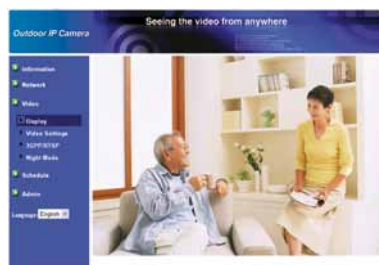 Seeing the video from anywhere
Outdoor IP Camera
Information
Network
Video
Display
Video Settings
3GPP/RTSP
Night Mode
Schedule
Admin
Language: English